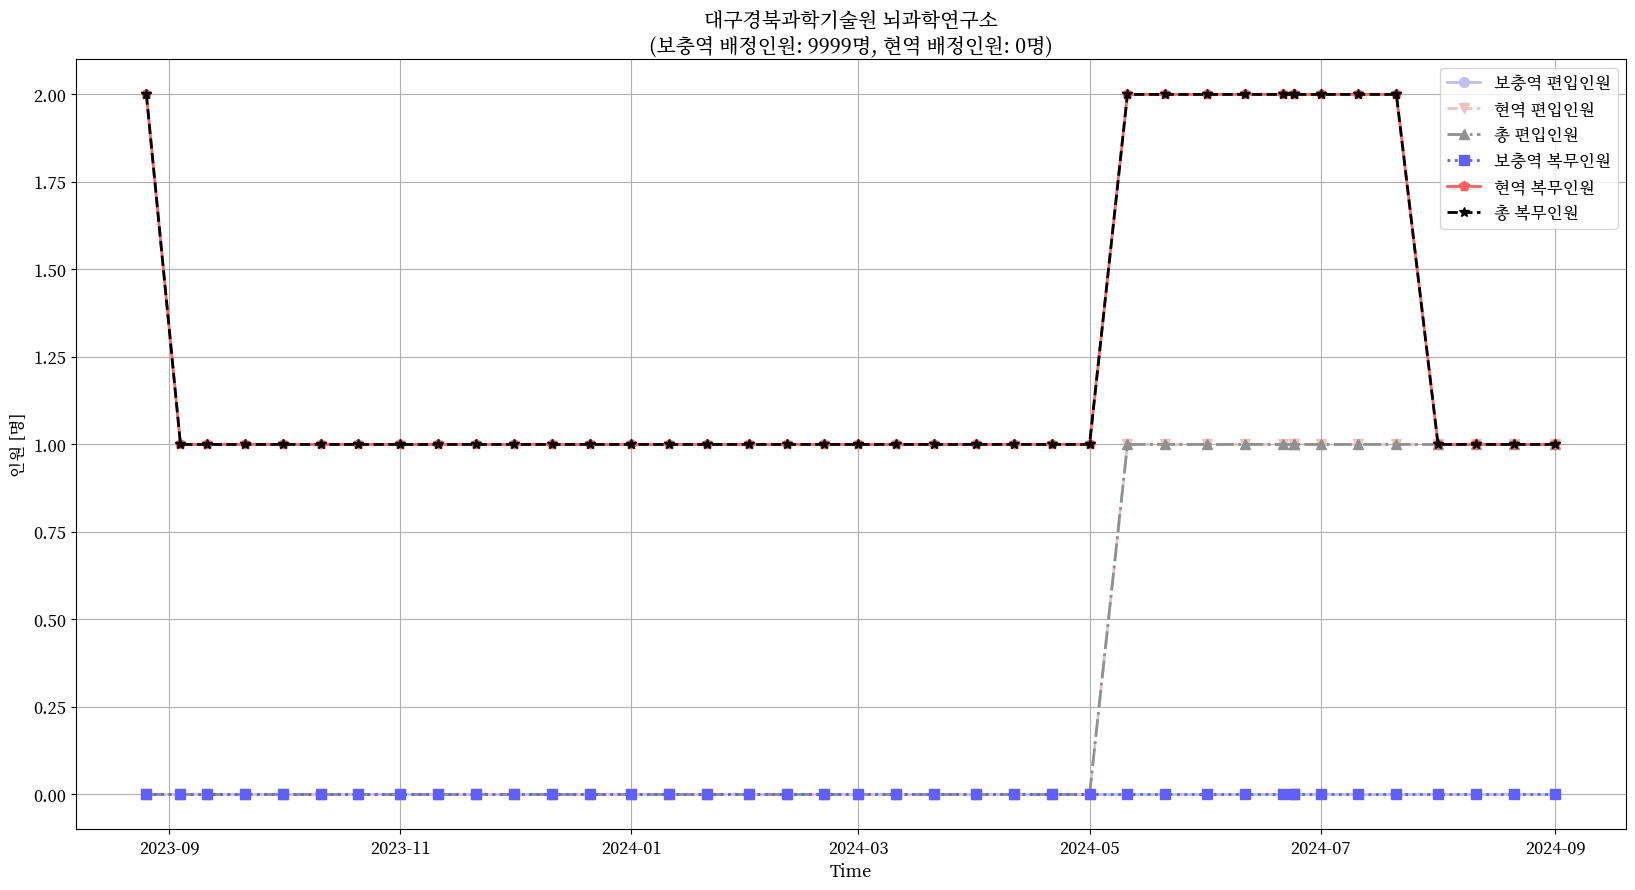 대구경북과학기술원 뇌과학연구소
(보충역 배정인원: 9999명, 현역 배정인원: 0명)
보충역 편입인원
현역 편입인원
총 편입인원
보충역 복무인원
현역 복무인원
총 복무인원
2.00
1.75
1.50
1.25
1.00
0.75
0.50
0.25
0.00
인원 [명]
2023-09
2023-11
2024-01
2024-03
2024-05
2024-07
2024-09
Time